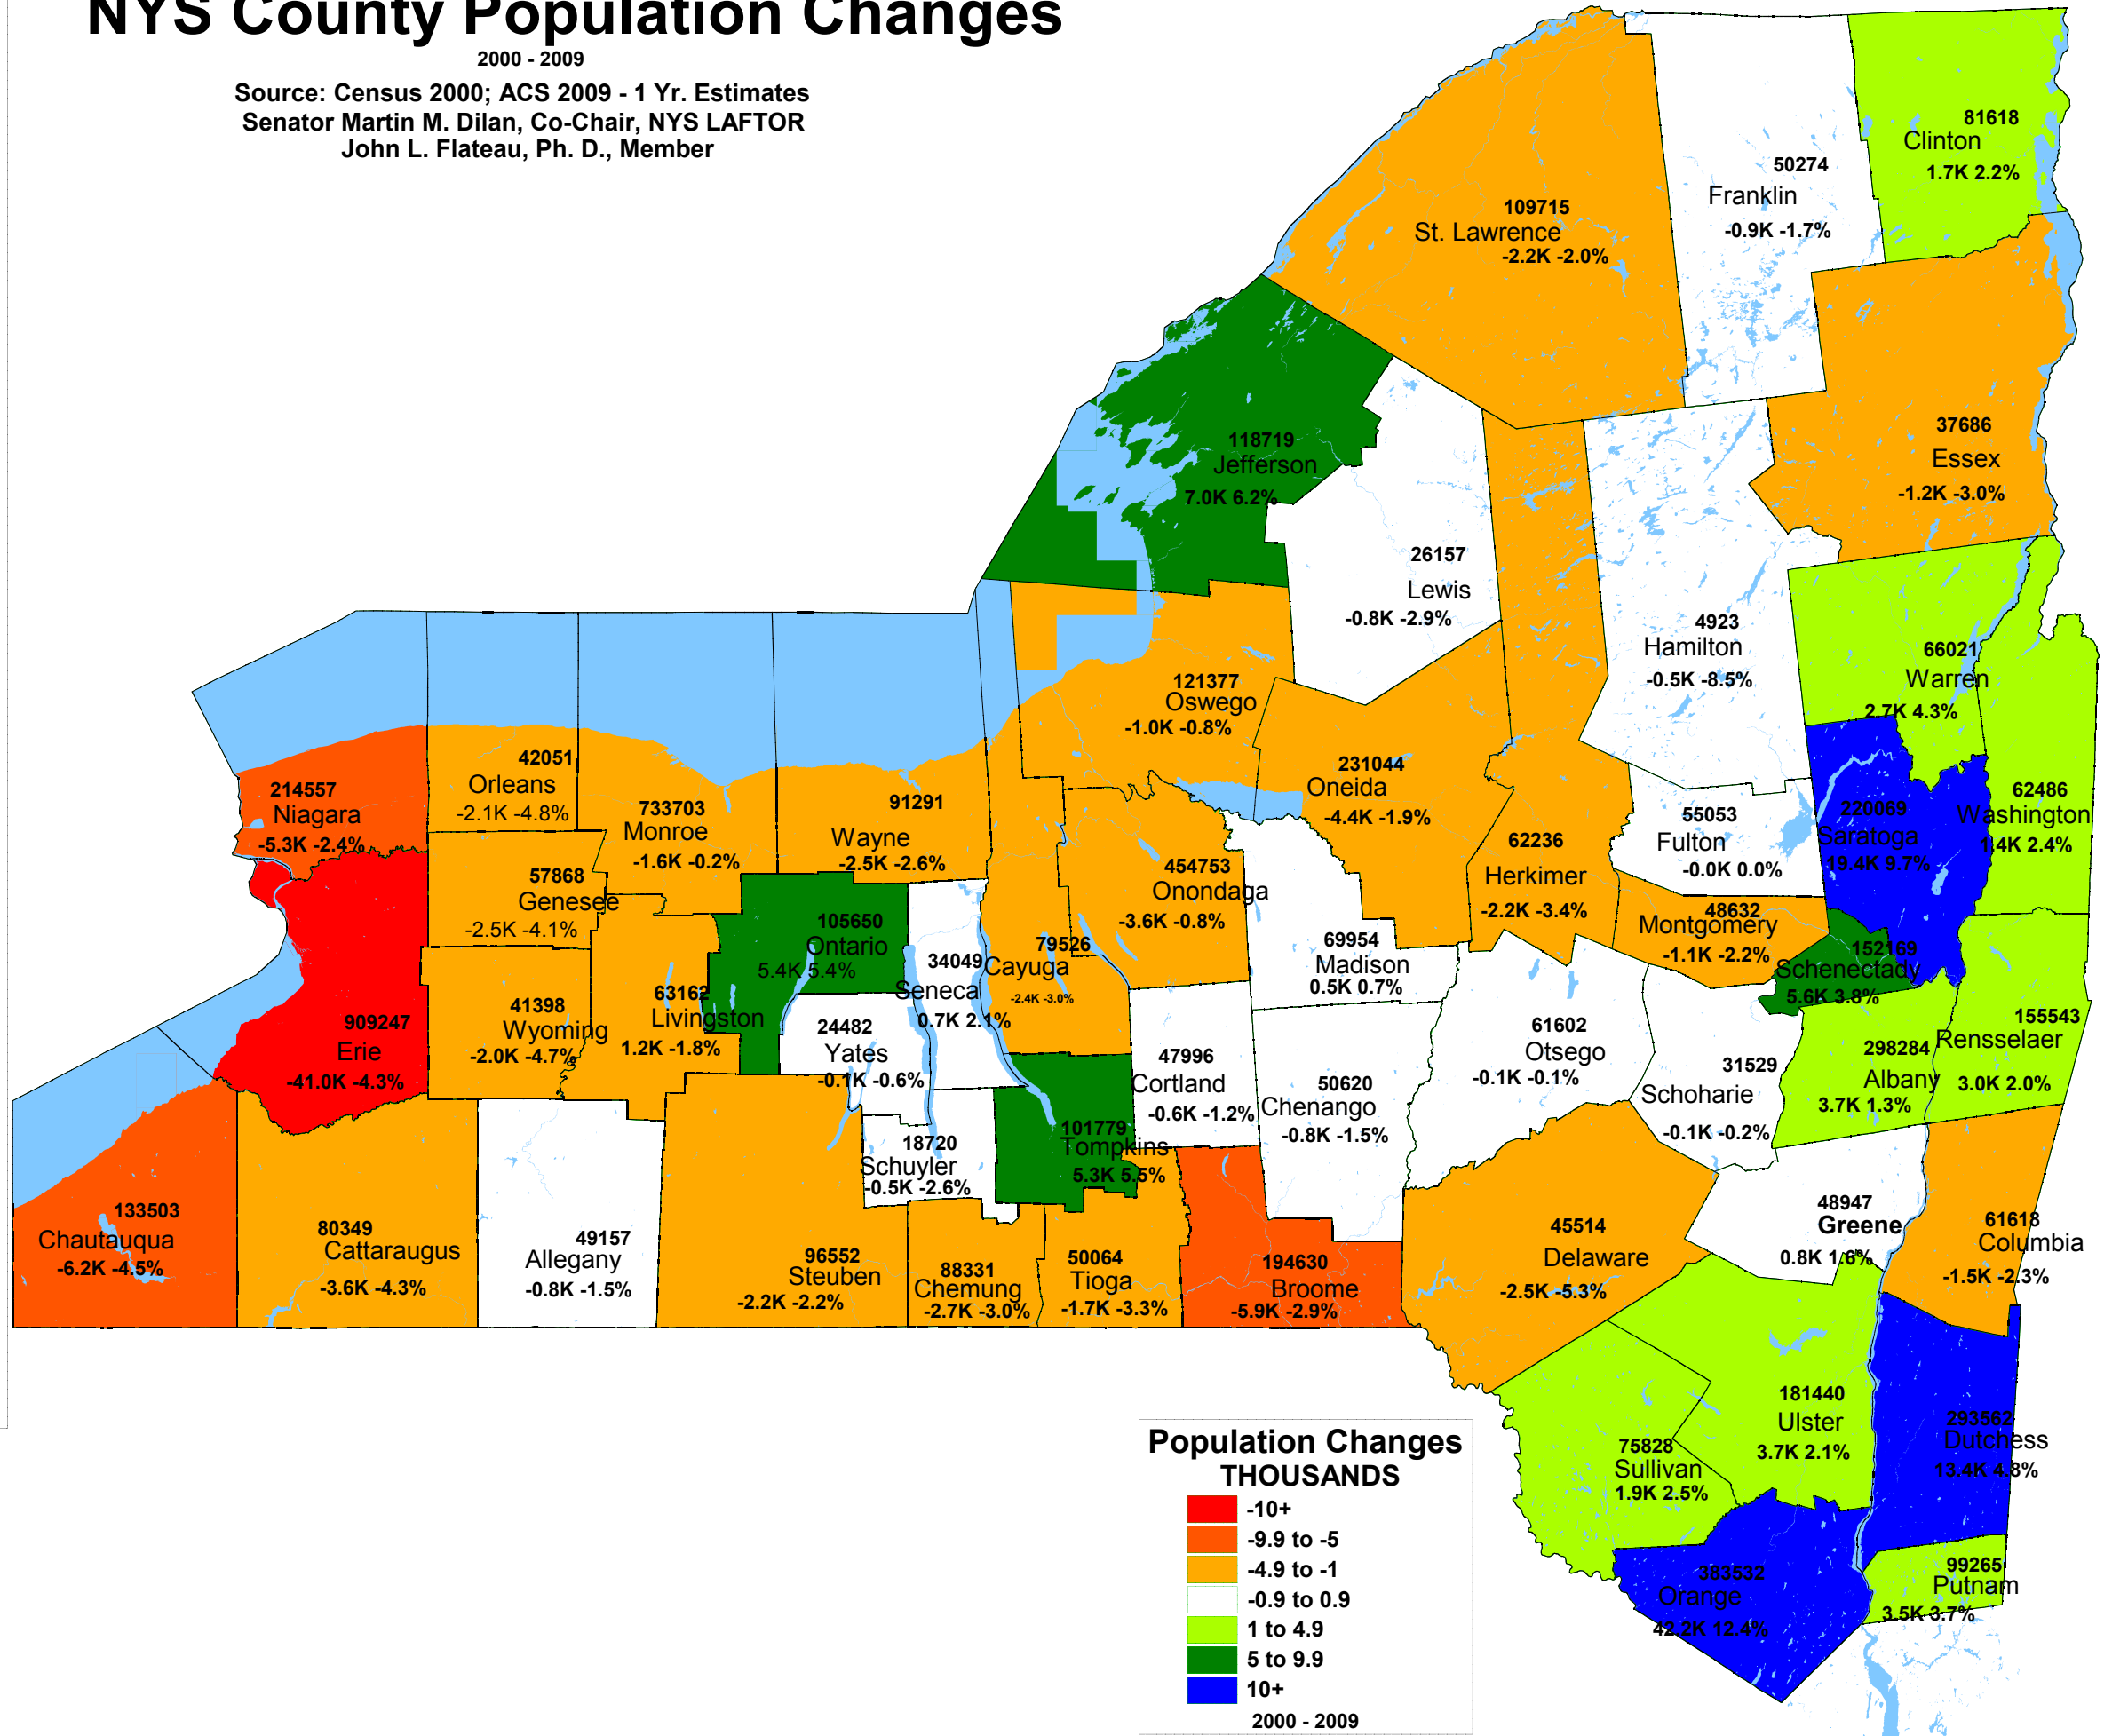 NYS County Population Changes
2000 - 2009
Source: Census 2000; ACS 2009 - 1 Yr. Estimates
Senator Martin M. Dilan, Co-Chair, NYS LAFTOR
John L. Flateau, Ph. D., Member
81618
Clinton
1.7K 2.2%
50274
Franklin
-0.9K -1.7%
109715
St. Lawrence
-2.2K -2.0%
37686
Essex
-1.2K -3.0%
118719
Jefferson
7.0K 6.2%
26157
Lewis
-0.8K -2.9%
4923
Hamilton
-0.5K -8.5%
66021
Warren
2.7K 4.3%
121377
Oswego
-1.0K -0.8%
231044
Oneida
-4.4K -1.9%
62236
Herkimer
-2.2K -3.4%
55053
Fulton
-0.0K 0.0%
220069
Saratoga
19.4K 9.7%
62486
Washington
1.4K 2.4%
214557
Niagara
-5.3K -2.4%
42051
Orleans
-2.1K -4.8%
733703
Monroe
-1.6K -0.2%
91291
Wayne
-2.5K -2.6%
57868
Genesee
-2.5K -4.1%
454753
Onondaga
-3.6K -0.8%
48632
Montgomery
-1.1K -2.2%
152169
Schenectady
5.6K 3.8%
105650
Ontario
5.4K 5.4%
34049
Seneca
0.7K 2.1%
79526
Cayuga
-2.4K -3.0%
69954
Madison
0.5K 0.7%
909247
Erie
-41.0K -4.3%
41398
Wyoming
-2.0K -4.7%
63162
Livingston
1.2K -1.8%
24482
Yates
-0.1K -0.6%
47996
Cortland
-0.6K -1.2%
50620
Chenango
-0.8K -1.5%
61602
Otsego
-0.1K -0.1%
31529
Schoharie
-0.1K -0.2%
298284
Albany
3.7K 1.3%
155543
Rensselaer
3.0K 2.0%
18720
Schuyler
-0.5K -2.6%
101779
Tompkins
5.3K 5.5%
133503
Chautauqua
-6.2K -4.5%
80349
Cattaraugus
-3.6K -4.3%
49157
Allegany
-0.8K -1.5%
96552
Steuben
-2.2K -2.2%
88331
Chemung
-2.7K -3.0%
50064
Tioga
-1.7K -3.3%
194630
Broome
-5.9K -2.9%
45514
Delaware
-2.5K -5.3%
48947
Greene
0.8K 1.6%
61618
Columbia
-1.5K -2.3%
181440
Ulster
3.7K 2.1%
75828
Sullivan
1.9K 2.5%
293562
Dutchess
13.4K 4.8%
383532
Orange
42.2K 12.4%
99265
Putnam
3.5K 3.7%
Population Changes
THOUSANDS
-10+
-9.9 to -5
-4.9 to -1
-0.9 to 0.9
1 to 4.9
5 to 9.9
10+
2000 - 2009